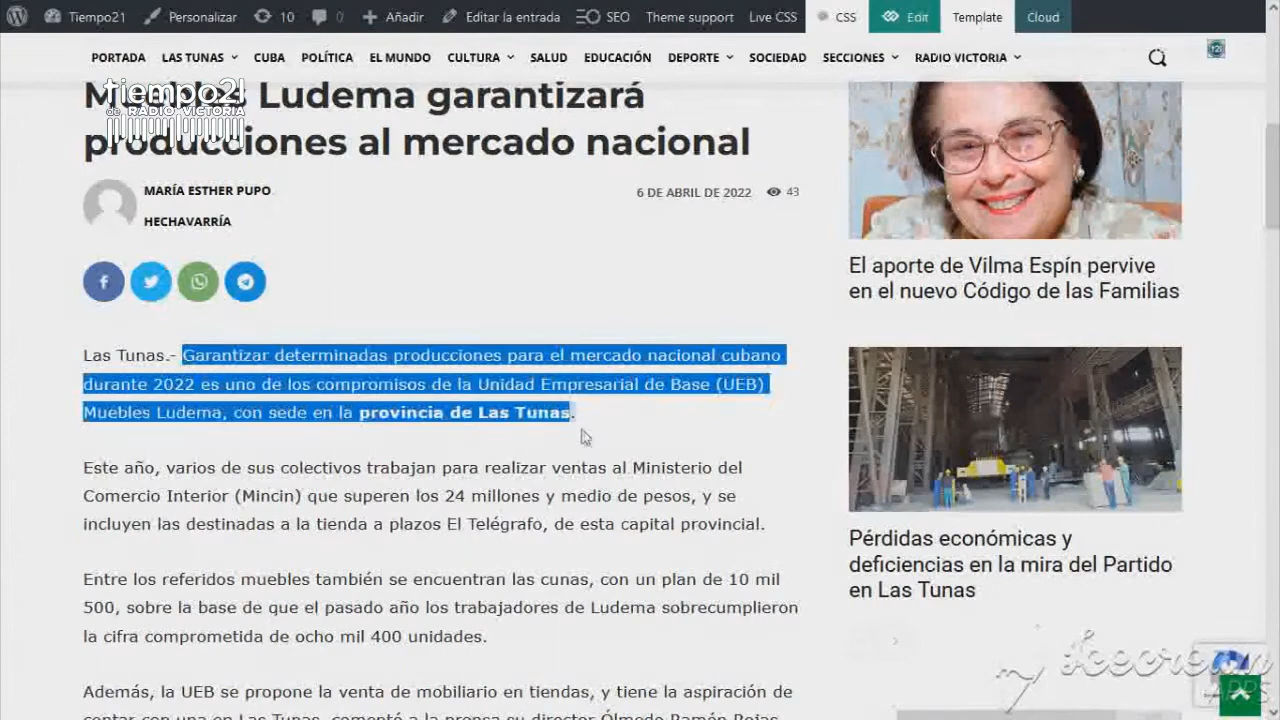 Tiempo21 Personalizar 10 0 Añadir Editar la entrada SEO Theme support Live CSS CSS Edit Template Cloud
PORTADA LAS TUNAS CUBA POLÍTICA EL MUNDO CULTURA SALUD EDUCACIÓN DEPORTE SOCIEDAD SECCIONES RADIO VICTORIA
tiempo21
de RADIO VICTORIA
Ludema garantizará
producciones al mercado nacional
MARÍA ESTHER PUPO
HECHAVARRÍA
6 DE ABRIL DE 2022 43
Las Tunas.- Garantizar determinadas producciones para el mercado nacional cubano
durante 2022 es uno de los compromisos de la Unidad Empresarial de Base (UEB)
Muebles Ludema, con sede en la provincia de Las Tunas.
Este año, varios de sus colectivos trabajan para realizar ventas al Ministerio del
Comercio Interior (Mincin) que superen los 24 millones y medio de pesos, y se
incluyen las destinadas a la tienda a plazos El Telégrafo, de esta capital provincial.
Entre los referidos muebles también se encuentran las cunas, con un plan de 10 mil
500, sobre la base de que el pasado año los trabajadores de Ludema sobrecumplieron
la cifra comprometida de ocho mil 400 unidades.
Además, la UEB se propone la venta de mobiliario en tiendas, y tiene la aspiración de
contar con una en Las Tunas, comentó a la prensa su director Olmedo Ramón Rojas
El aporte de Vilma Espín pervive
en el nuevo Código de las Familias
Pérdidas económicas y
deficiencias en la mira del Partido
en Las Tunas
my
APPS